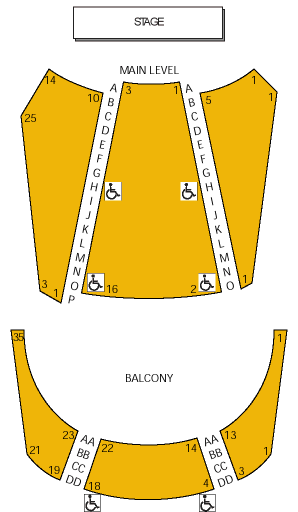 STAGE
MAIN LEVEL
14 10 A 3 1 A 5 1 1
25 B B
C C
D D
E E
F F
G G
H H
I I
J J
K K
L L
M M
3 N N 1
1 O 16 2 O
P
35 1
BALCONY
23 AA 22 14 AA 13
21 BB BB 1
19 CC CC 3
DD 18 4 DD